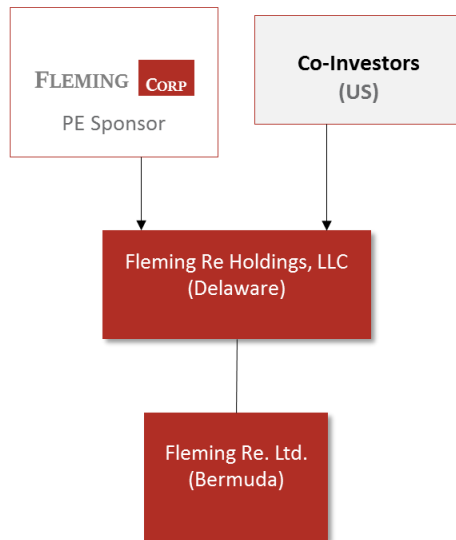 FLEMING CORP
PE Sponsor
Co-Investors
(US)
Fleming Re Holdings, LLC
(Delaware)
Fleming Re. Ltd.
(Bermuda)